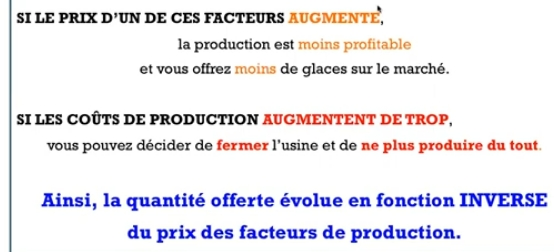 SI LE PRIX D'UN DE CES FACTEURS AUGMENTE,
la production est moins profitable
et vous offrez moins de glaces sur le marché.
SI LES COÛTS DE PRODUCTION AUGMENTENT DE TROP,
vous pouvez décider de fermer l'usine et de ne plus produire du tout.
Ainsi, la quantité offerte évolue en fonction INVERSE
du prix des facteurs de production.